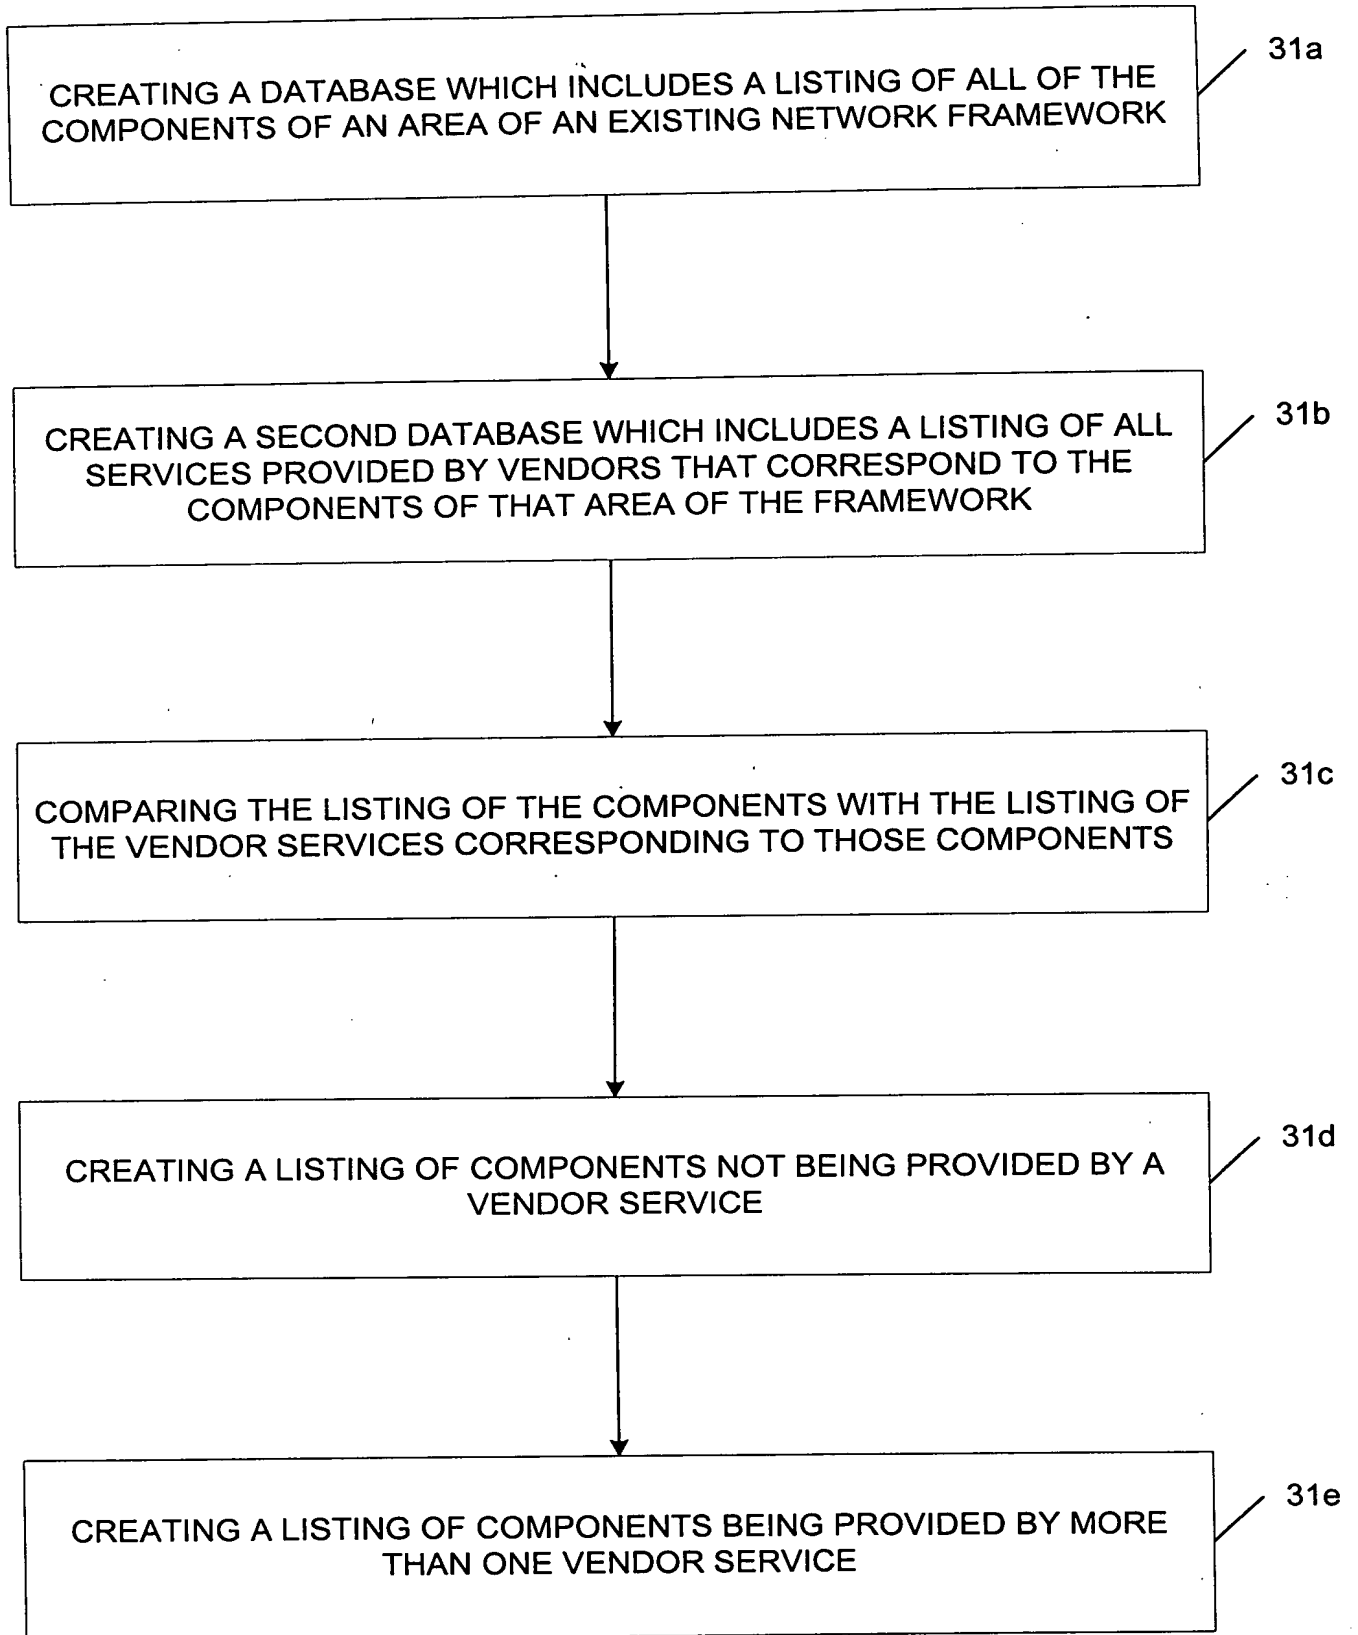 31a
CREATING A DATABASE WHICH INCLUDES A LISTING OF ALL OF THE
COMPONENTS OF AN AREA OF AN EXISTING NETWORK FRAMEWORK
31b
CREATING A SECOND DATABASE WHICH INCLUDES A LISTING OF ALL
SERVICES PROVIDED BY VENDORS THAT CORRESPOND TO THE
COMPONENTS OF THAT AREA OF THE FRAMEWORK
31c
COMPARING THE LISTING OF THE COMPONENTS WITH THE LISTING OF
THE VENDOR SERVICES CORRESPONDING TO THOSE COMPONENTS
31d
CREATING A LISTING OF COMPONENTS NOT BEING PROVIDED BY A
VENDOR SERVICE
31e
CREATING A LISTING OF COMPONENTS BEING PROVIDED BY MORE
THAN ONE VENDOR SERVICE